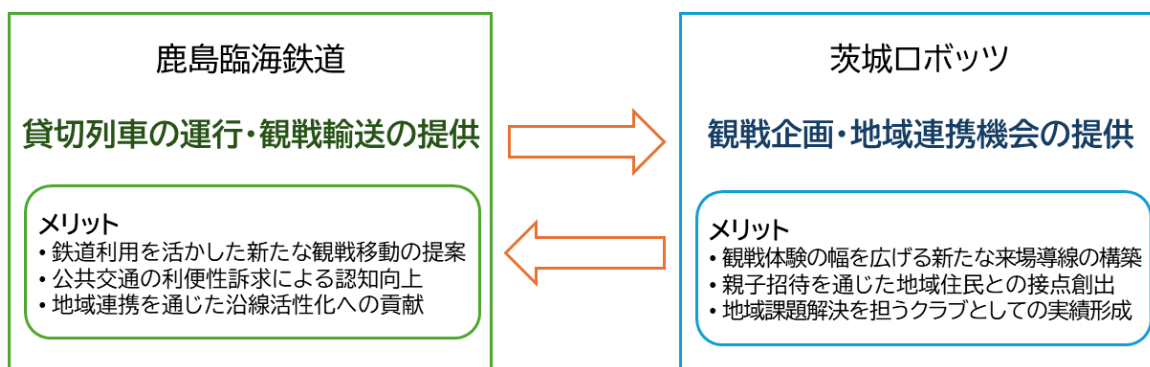 鹿島臨海鉄道
貸切列車の運行・観戦輸送の提供
メリット
• 鉄道利用を活かした新たな観戦移動の提案
• 公共交通の利便性訴求による認知向上
• 地域連携を通じた沿線活性化への貢献
茨城ロボッツ
観戦企画・地域連携機会の提供
メリット
• 観戦体験の幅を広げる新たな来場導線の構築
• 親子招待を通じた地域住民との接点創出
• 地域課題解決を担うクラブとしての実績形成